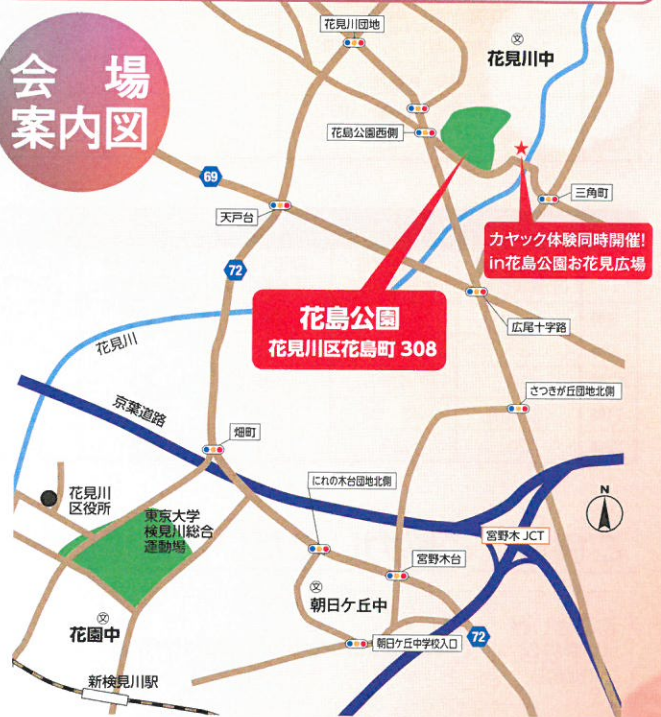 会場
案内図
花見川団地
花見川中
花島公園西側
三角町
69
天戸台
カヤック体験同時開催!
in花島公園お花見広場
72
花島公園
花見川区花島町 308
広尾十字路
花見川
さつきが丘団地北側
京葉道路
畑町
にれの木台団地北側
花見川
区役所
東京大学
検見川総合
運動場
N
宮野木 JCT
宮野木台
朝日ケ丘中
花園中
朝日ケ丘中学校入口
72
新検見川駅